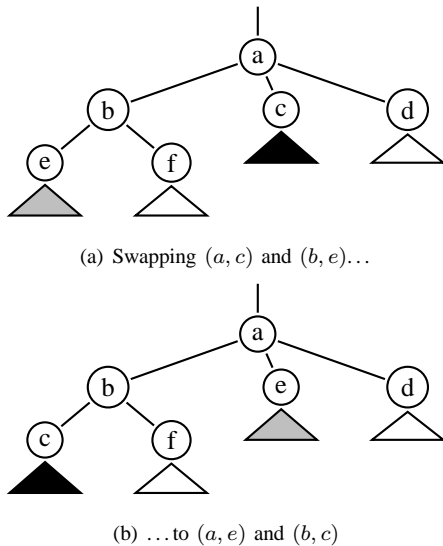 a
b
c
d
e
f
(a) Swapping (a, c) and (b, e)...
a
b
e
d
c
f
(b) ...to (a, e) and (b, c)